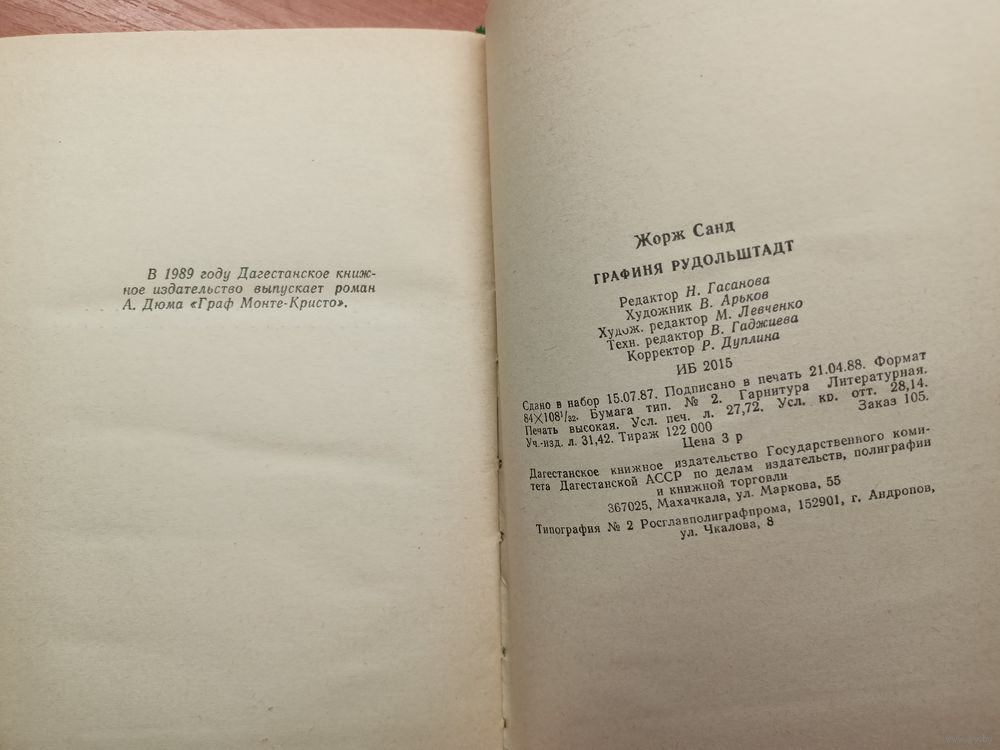 В 1989 году Дагестанское книж-
ное издательство выпускает роман
А. Дюма «Граф Монте-Кристо».
Жорж Санд
ГРАФИНЯ РУДОЛЬШТАДТ
Редактор Н. Гасанова
Художник В. Арьков
Худож. редактор М. Левченко
Техн. редактор В. Гаджиева
Корректор Р. Дуплина
ИБ 2015
Сдано в набор 15.07.87. Подписано в печать 21.04.88. Формат
84×108¹/₃₂. Бумага тип. № 2. Гарнитура Литературная.
Печать высокая. Усл. печ. л. 27,72. Усл. кр. отт. 28,14.
Уч.-изд. л. 31,42. Тираж 122 000 Заказ 105.
Цена 3 р
Дагестанское книжное издательство Государственного коми-
тета Дагестанской АССР по делам издательств, полиграфии
и книжной торговли
367025, Махачкала, ул. Маркова, 55
Типография № 2 Росглавполиграфпрома, 152901, г. Андропов,
ул. Чкалова, 8